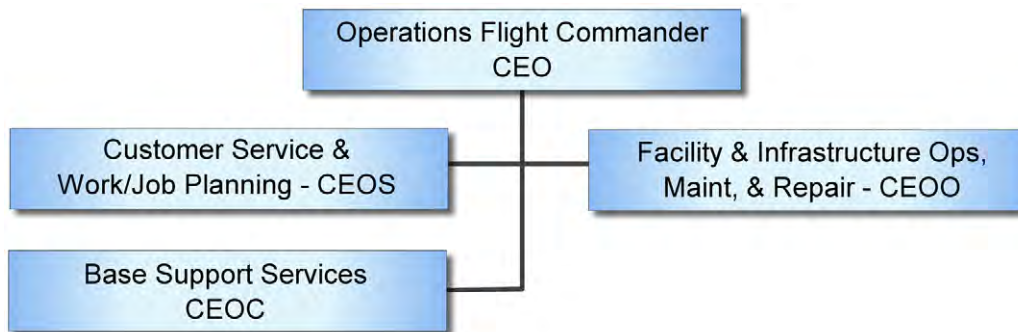 Operations Flight Commander
CEO
Customer Service &
Work/Job Planning - CEOS
Facility & Infrastructure Ops,
Maint, & Repair - CEOO
Base Support Services
CEOC